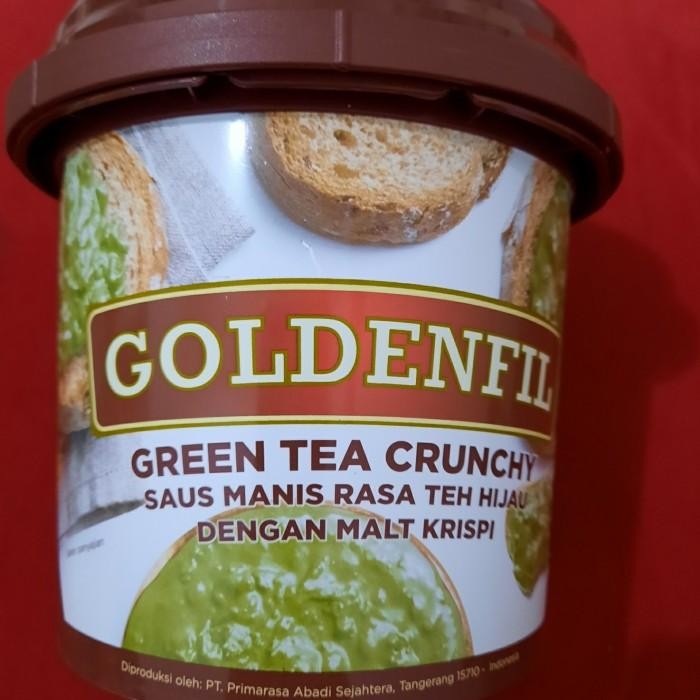 GOLDENFIL
GREEN TEA CRUNCHY
SAUS MANIS RASA TEH HIJAU
DENGAN MALT KRISPI
Diproduksi oleh: PT. Primarasa Abadi Sejahtera, Tangerang 15710 - Indonesia